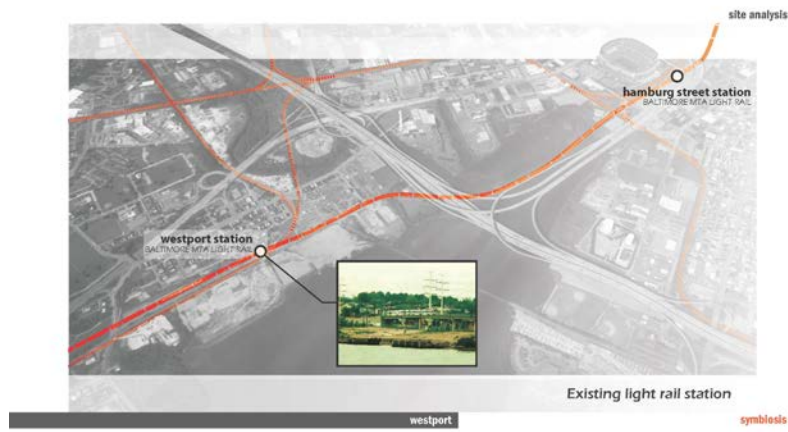 site analysis
hamburg street station
BALTIMORE MTA LIGHT RAIL
westport station
BALTIMORE MTA LIGHT RAIL
Existing light rail station
westport
symbiosis